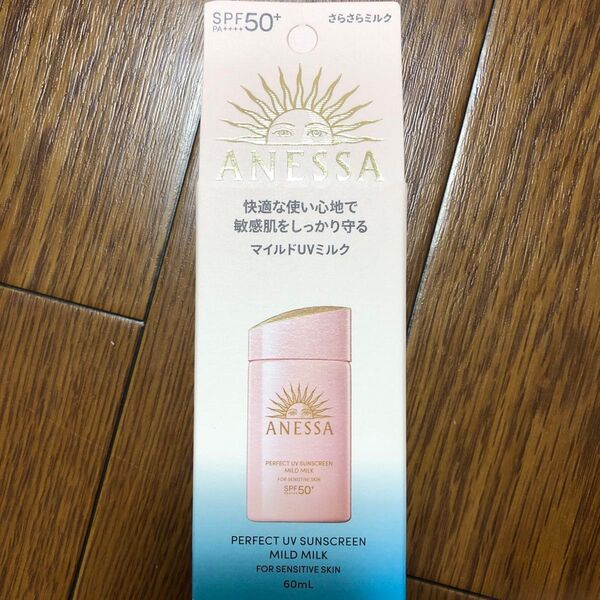 SPF50+
PA++++
さらさらミルク
ANESSA
快適な使い心地で
敏感肌をしっかり守る
マイルドUVミルク
ANESSA
PERFECT UV SUNSCREEN
MILD MILK
FOR SENSITIVE SKIN
SPF50+
PA++++
PERFECT UV SUNSCREEN
MILD MILK
FOR SENSITIVE SKIN
60mL